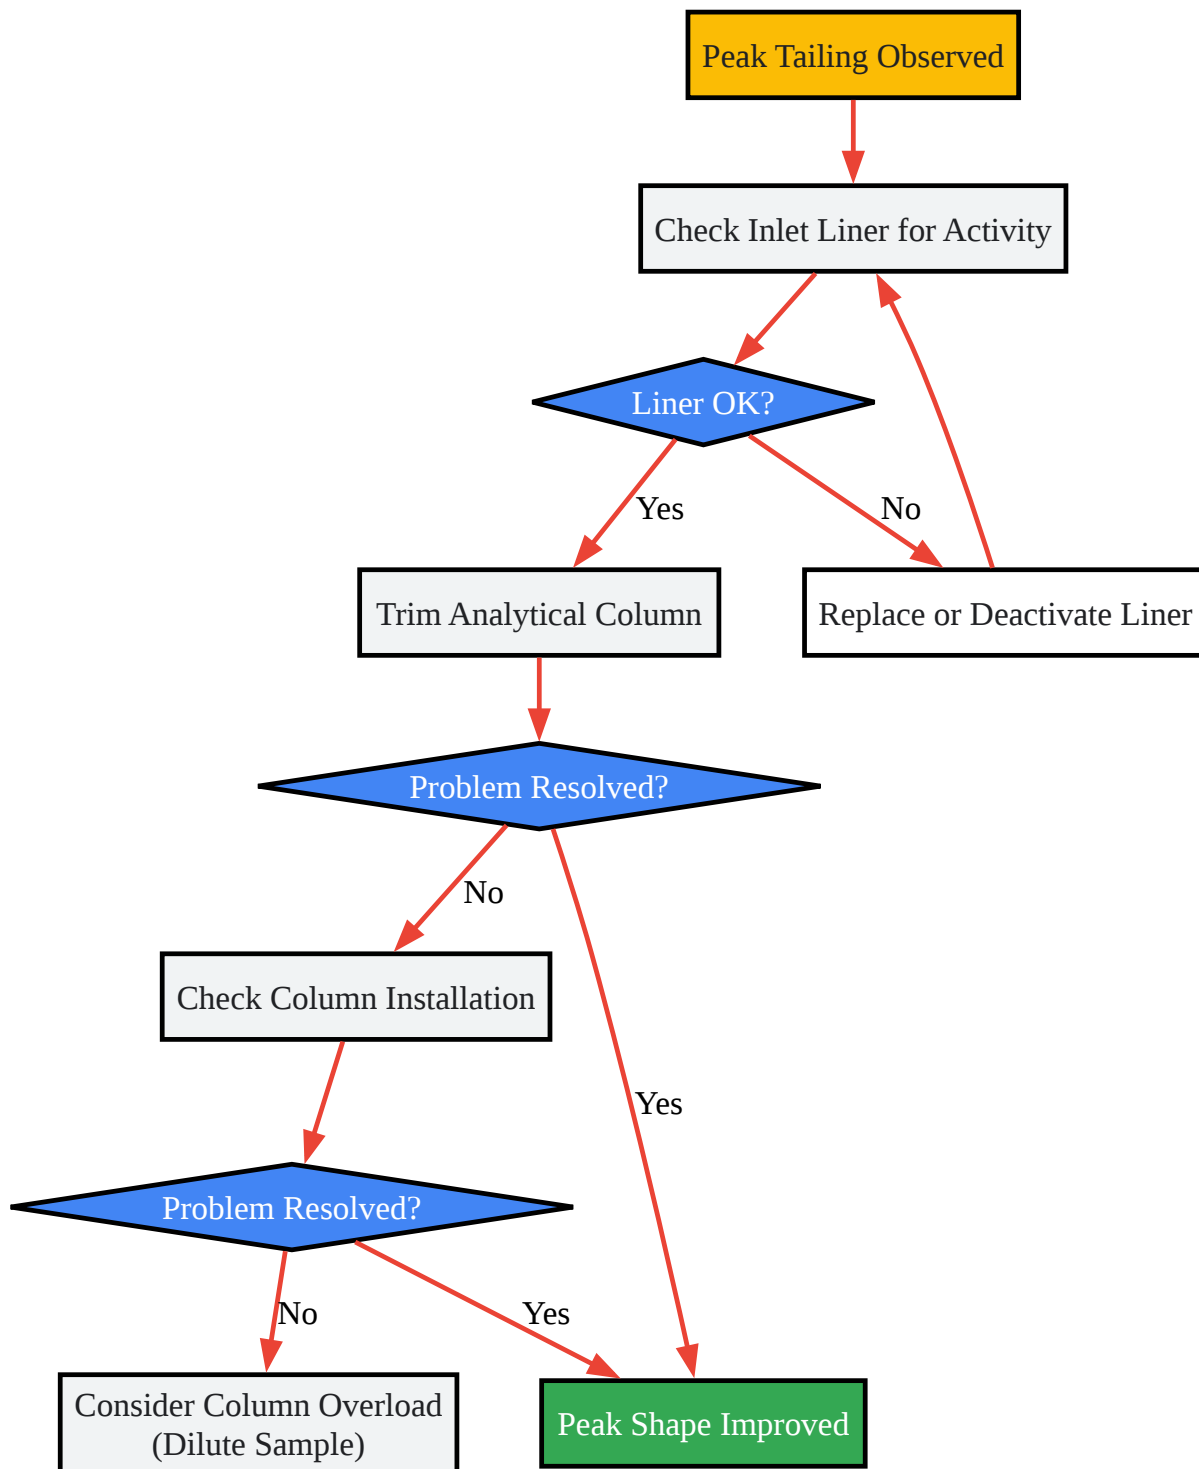 Peak Tailing Observed
Check Inlet Liner for Activity
Liner OK?
Yes
No
Trim Analytical Column
Replace or Deactivate Liner
Problem Resolved?
No
Check Column Installation
Yes
Problem Resolved?
No
Yes
Consider Column Overload
(Dilute Sample)
Peak Shape Improved